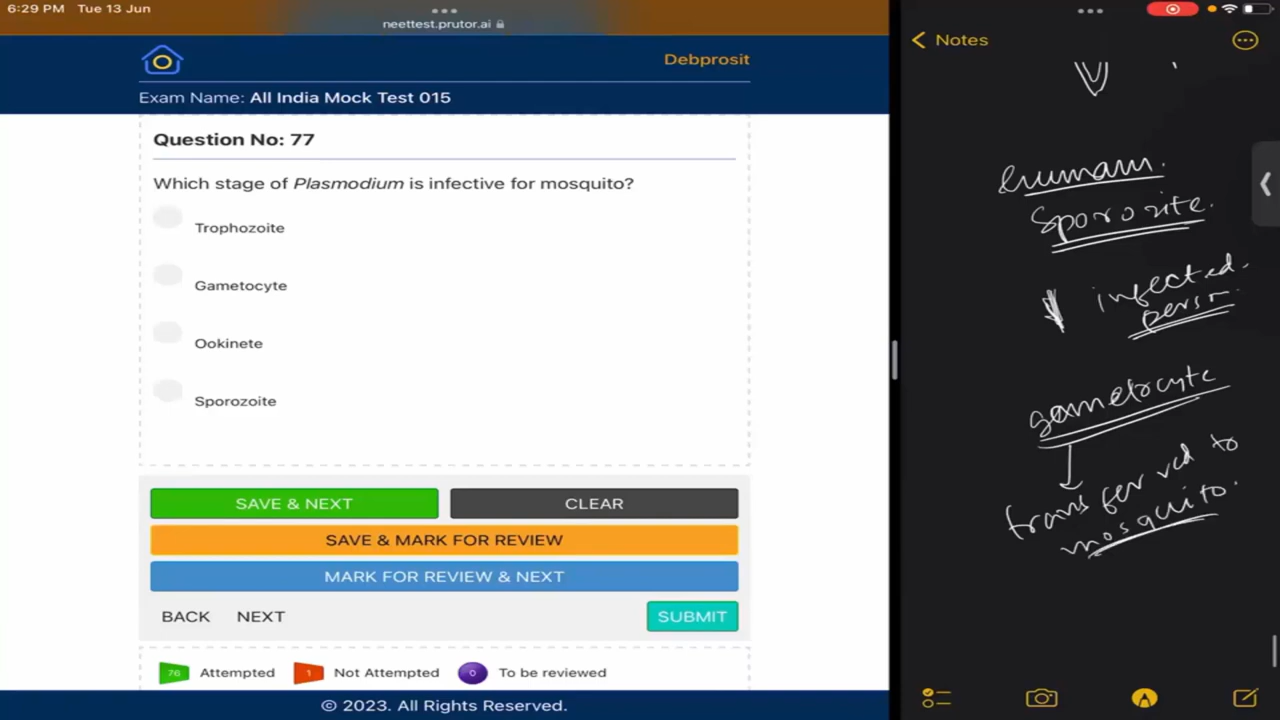 6:29 PM Tue 13 Jun
neettest.prutor.ai
Debprosit
Exam Name: All India Mock Test 015
Question No: 77
Which stage of Plasmodium is infective for mosquito?
Trophozoite
Gametocyte
Ookinete
Sporozoite
SAVE & NEXT
CLEAR
SAVE & MARK FOR REVIEW
MARK FOR REVIEW & NEXT
BACK
NEXT
SUBMIT
76 Attempted
1 Not Attempted
0 To be reviewed
© 2023. All Rights Reserved.
Notes
human.
Sporozite.
infected.
person
gametocyte
transferred to
mosquito.